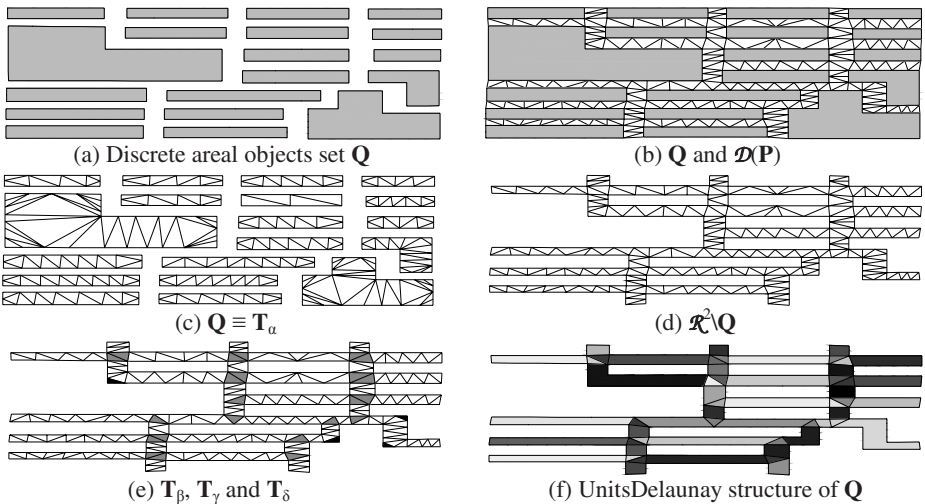 (a) Discrete areal objects set Q
(b) Q and 𝓓(P)
(c) Q ≡ Tα
(d) 𝓡²\Q
(e) Tβ, Tγ and Tδ
(f) UnitsDelaunay structure of Q